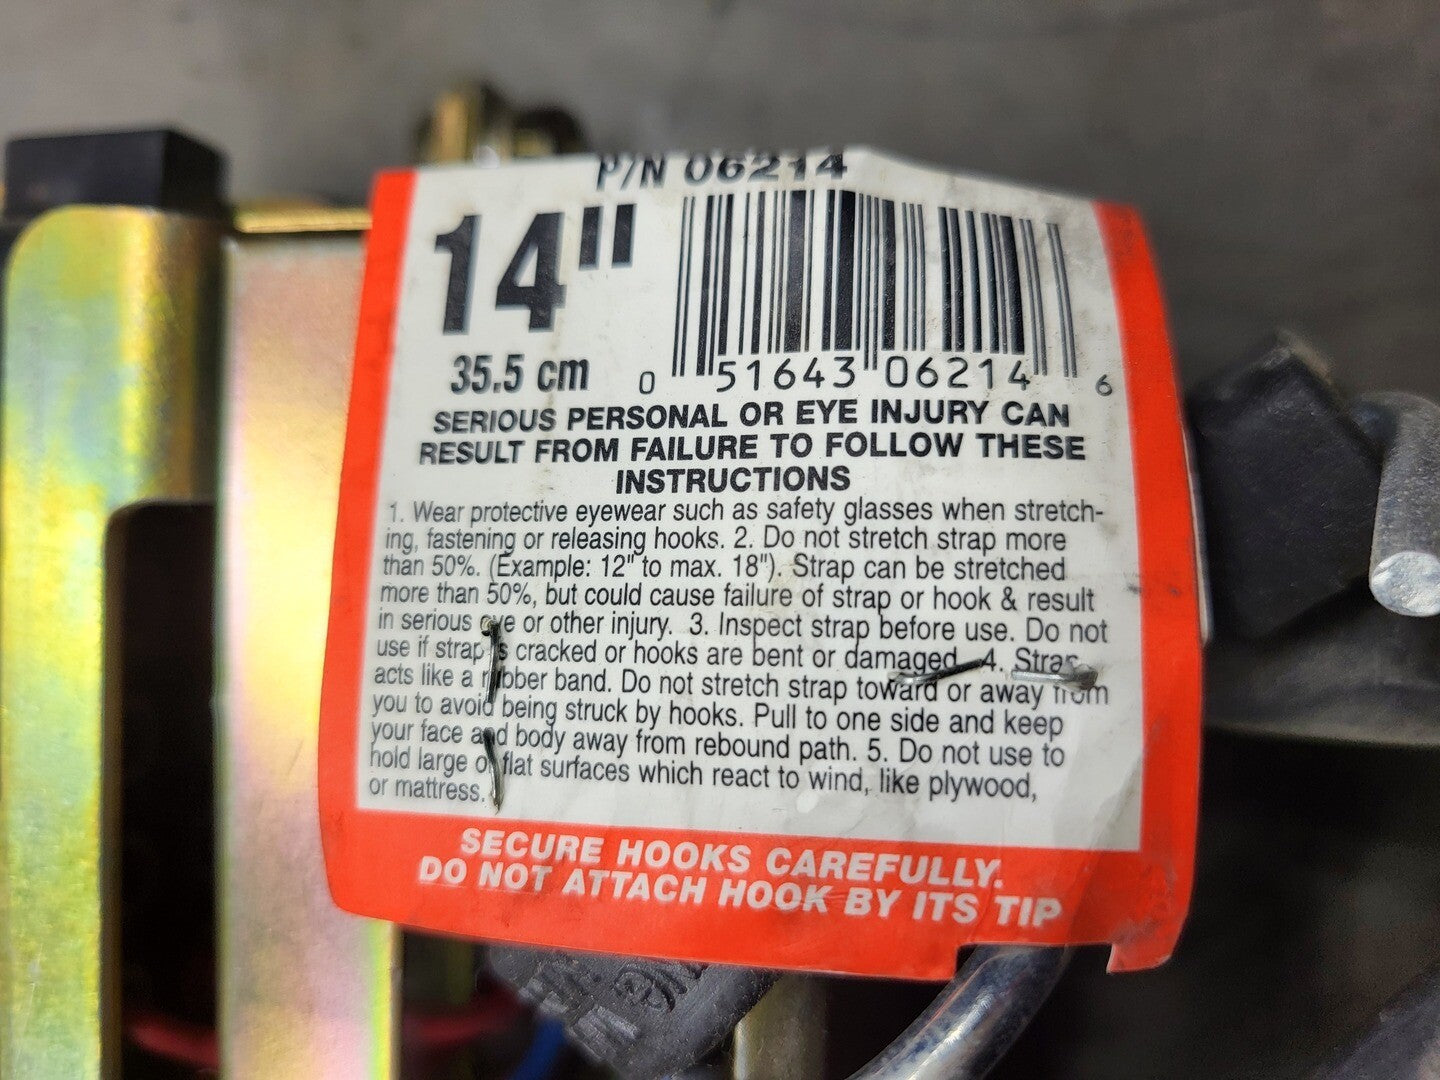 P/N 06214
14"
35.5 cm
0 51643 06214 6
SERIOUS PERSONAL OR EYE INJURY CAN
RESULT FROM FAILURE TO FOLLOW THESE
INSTRUCTIONS
1. Wear protective eyewear such as safety glasses when stretch-
ing, fastening or releasing hooks. 2. Do not stretch strap more
than 50%. (Example: 12" to max. 18"). Strap can be stretched
more than 50%, but could cause failure of strap or hook & result
in serious eye or other injury. 3. Inspect strap before use. Do not
use if strap is cracked or hooks are bent or damaged. 4. Strap
acts like a rubber band. Do not stretch strap toward or away from
you to avoid being struck by hooks. Pull to one side and keep
your face and body away from rebound path. 5. Do not use to
hold large or flat surfaces which react to wind, like plywood,
or mattress.
SECURE HOOKS CAREFULLY.
DO NOT ATTACH HOOK BY ITS TIP